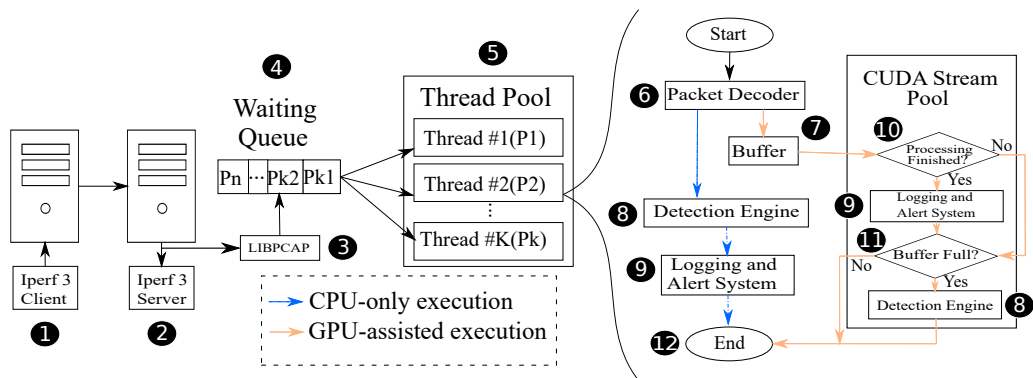 1
Iperf 3
Client
2
Iperf 3
Server
3
LIBPCAP
4
Waiting
Queue
Pn ... Pk2 Pk1
5
Thread Pool
Thread #1(P1)
Thread #2(P2)
...
Thread #K(Pk)
CPU-only execution
GPU-assisted execution
Start
6
Packet Decoder
7
Buffer
8
Detection Engine
9
Logging and
Alert System
12
End
CUDA Stream
Pool
10
Processing
Finished?
No
Yes
9
Logging and
Alert System
11
Buffer Full?
No
Yes
Detection Engine
8